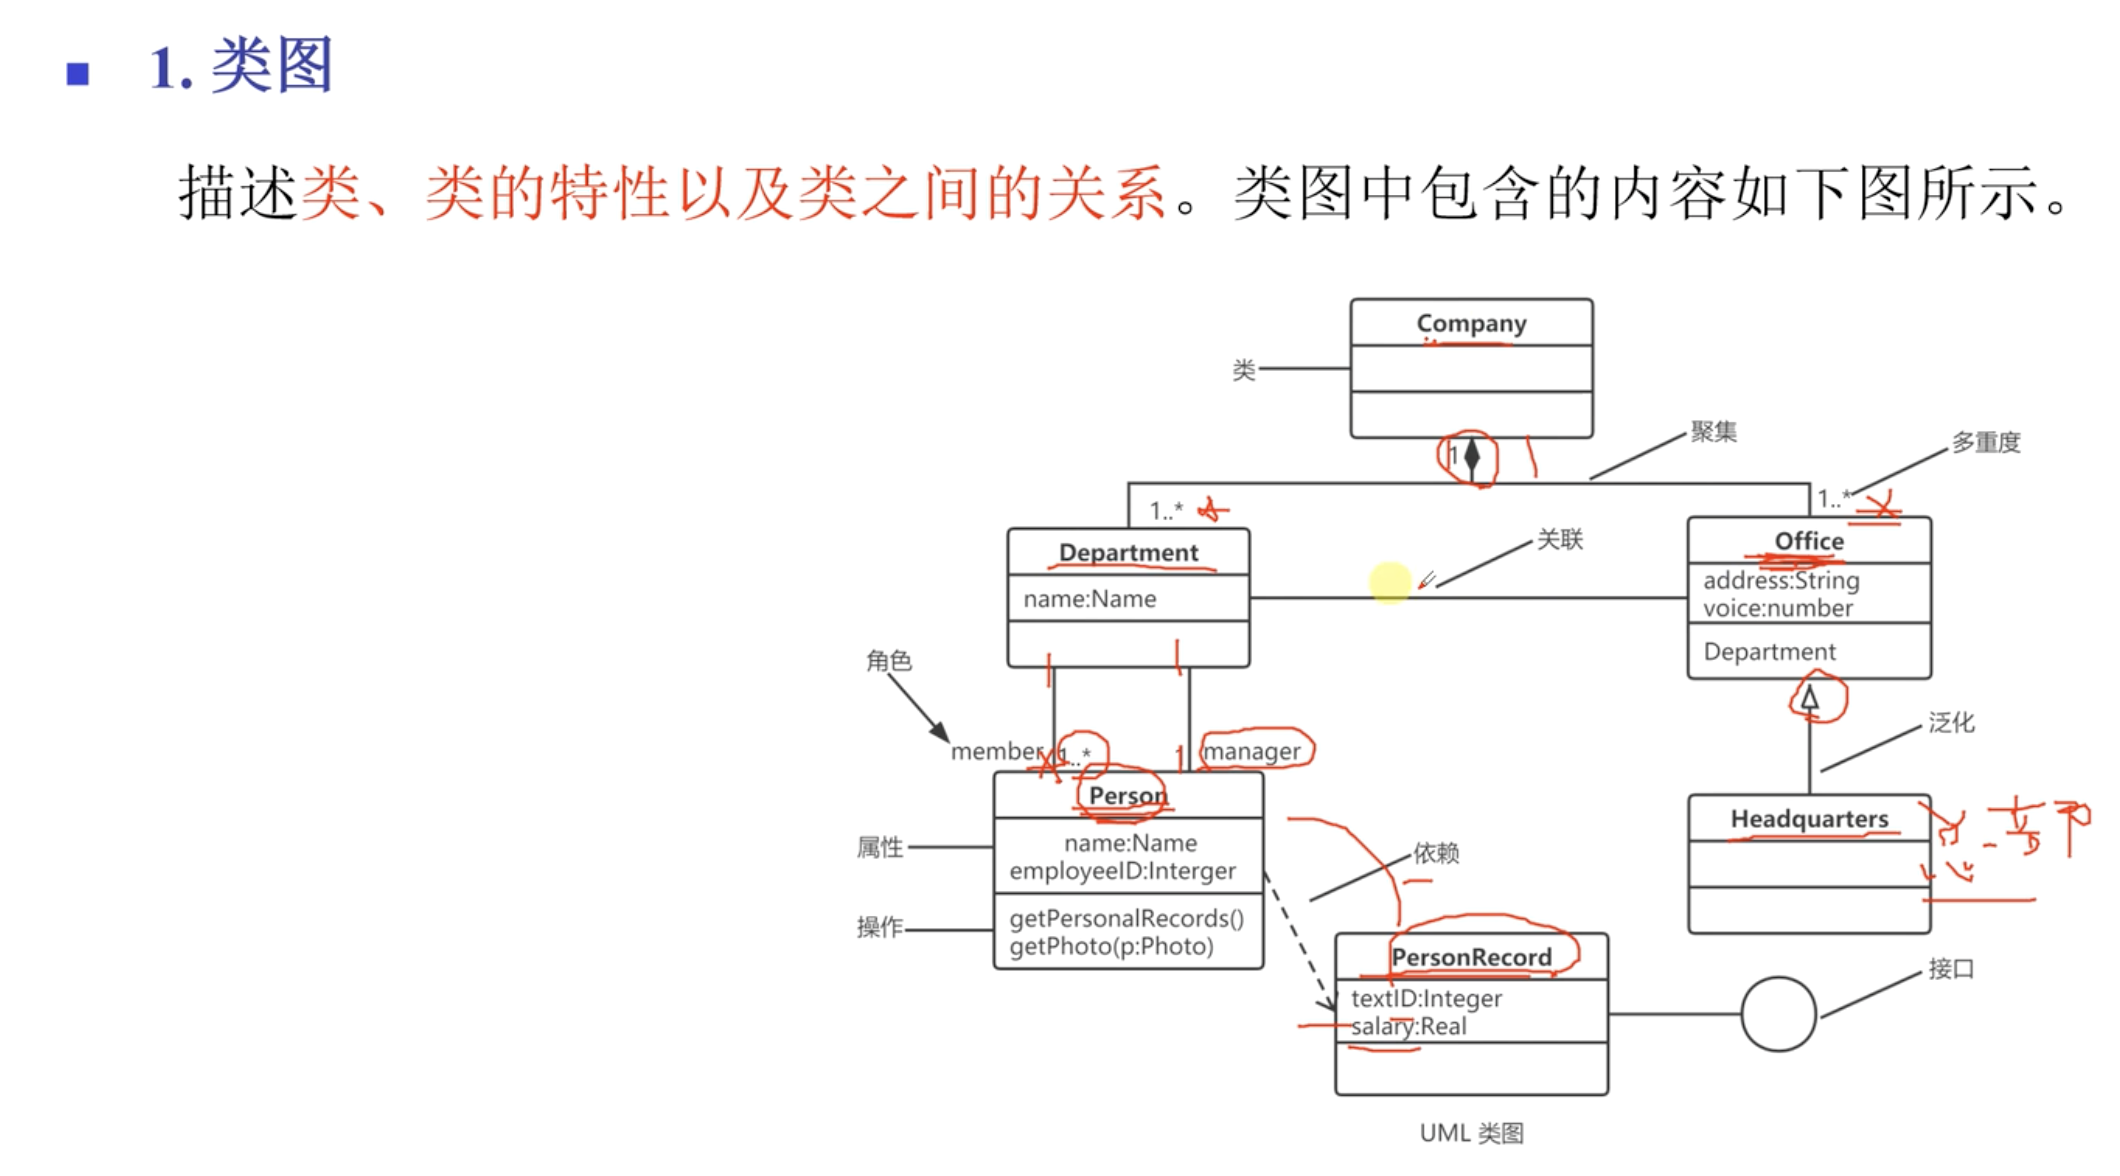 1. 类图
描述类、类的特性以及类之间的关系。类图中包含的内容如下图所示。
Company
类
1
聚集
多重度
1..*
1..*
Department
name:Name
关联
Office
address:String
voice:number
Department
角色
member
1..*
1
manager
泛化
Person
属性
name:Name
employeeID:Interger
操作
getPersonalRecords()
getPhoto(p:Photo)
依赖
Headquarters
PersonRecord
textID:Integer
salary:Real
接口
UML 类图